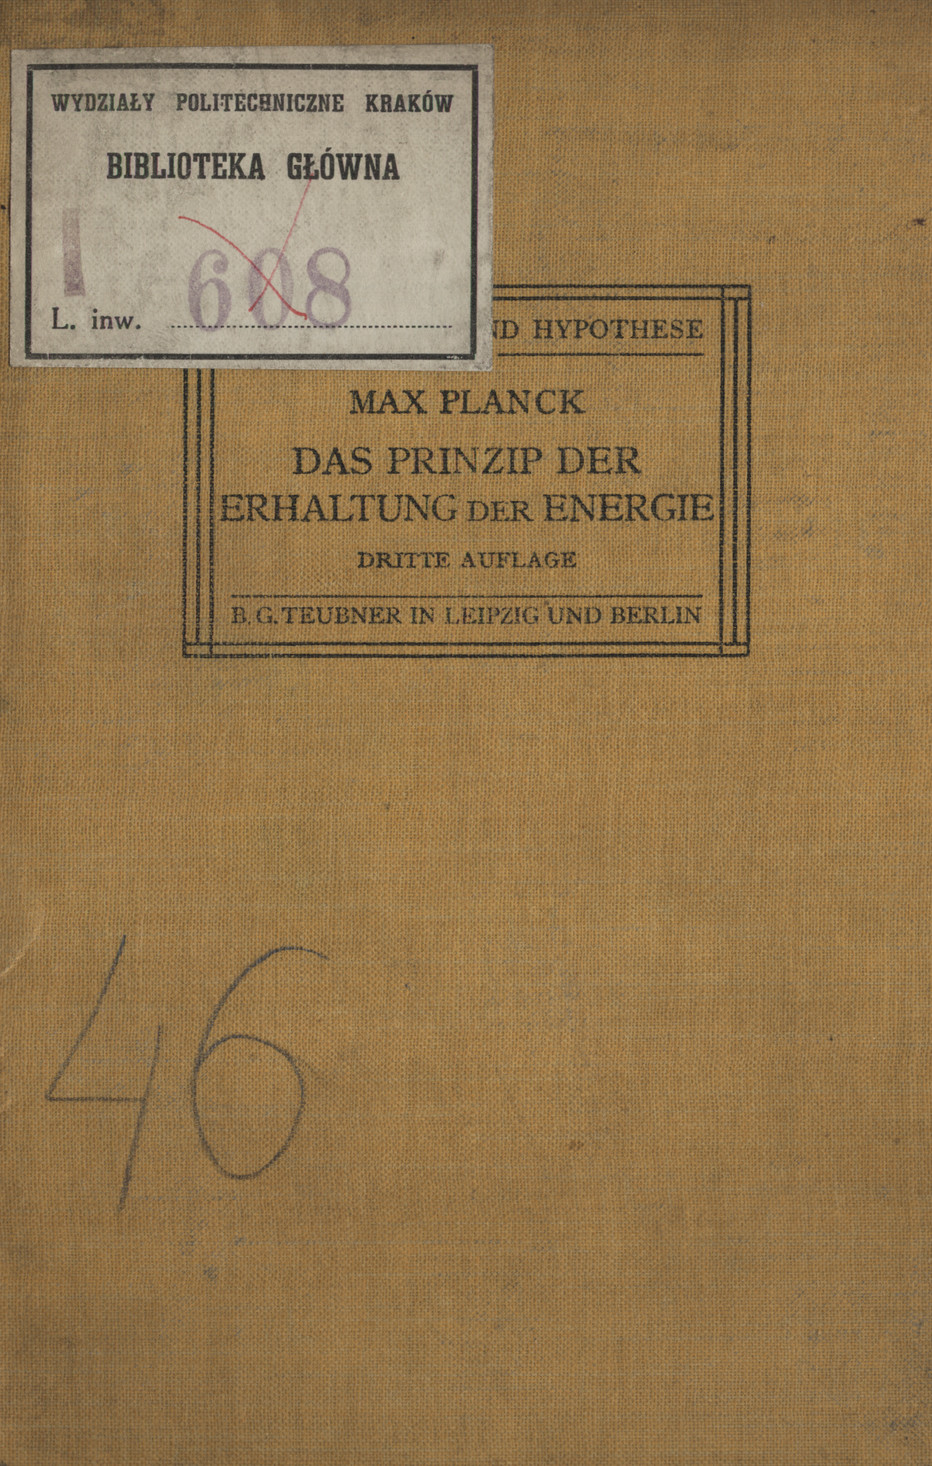 WYDZIAŁY POLITECHNICZNE KRAKÓW
BIBLIOTEKA GŁÓWNA
608
L. inw.
ND HYPOTHESE
MAX PLANCK
DAS PRINZIP DER
ERHALTUNG DER ENERGIE
DRITTE AUFLAGE
B. G. TEUBNER IN LEIPZIG UND BERLIN
46